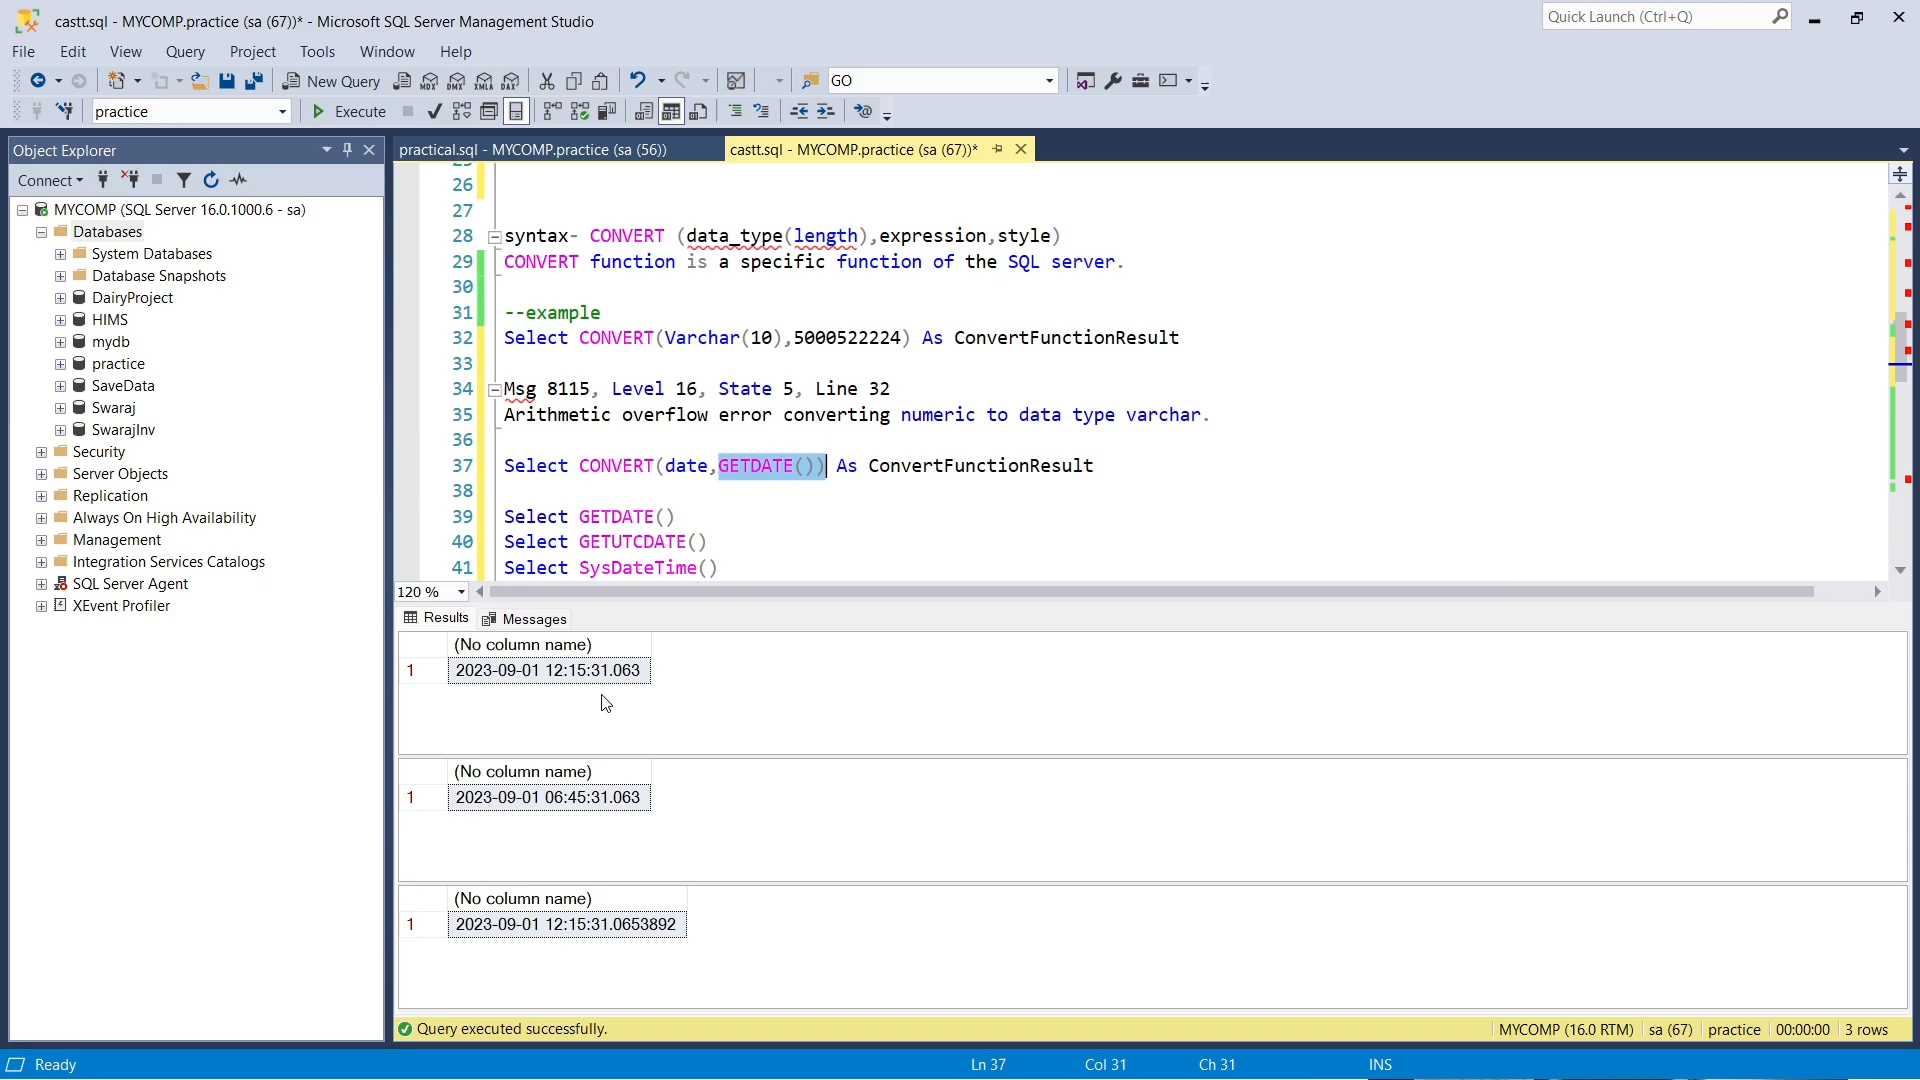 castt.sql - MYCOMP.practice (sa (67))* - Microsoft SQL Server Management Studio
Quick Launch (Ctrl+Q)
File Edit View Query Project Tools Window Help
New Query MDX DMX XMLA DAX GO
practice Execute
Object Explorer
Connect
MYCOMP (SQL Server 16.0.1000.6 - sa)
Databases
System Databases
Database Snapshots
DairyProject
HIMS
mydb
practice
SaveData
Swaraj
SwarajInv
Security
Server Objects
Replication
Always On High Availability
Management
Integration Services Catalogs
SQL Server Agent
XEvent Profiler
practical.sql - MYCOMP.practice (sa (56))
castt.sql - MYCOMP.practice (sa (67))*
25
26
27
28 syntax- CONVERT (data_type(length),expression,style)
29 CONVERT function is a specific function of the SQL server.
30
31 --example
32 Select CONVERT(Varchar(10),5000522224) As ConvertFunctionResult
33
34 Msg 8115, Level 16, State 5, Line 32
35 Arithmetic overflow error converting numeric to data type varchar.
36
37 Select CONVERT(date,GETDATE()) As ConvertFunctionResult
38
39 Select GETDATE()
40 Select GETUTCDATE()
41 Select SysDateTime()
120 %
Results Messages
(No column name)
1 2023-09-01 12:15:31.063
(No column name)
1 2023-09-01 06:45:31.063
(No column name)
1 2023-09-01 12:15:31.0653892
Query executed successfully.
MYCOMP (16.0 RTM) sa (67) practice 00:00:00 3 rows
Ready
Ln 37 Col 31 Ch 31 INS